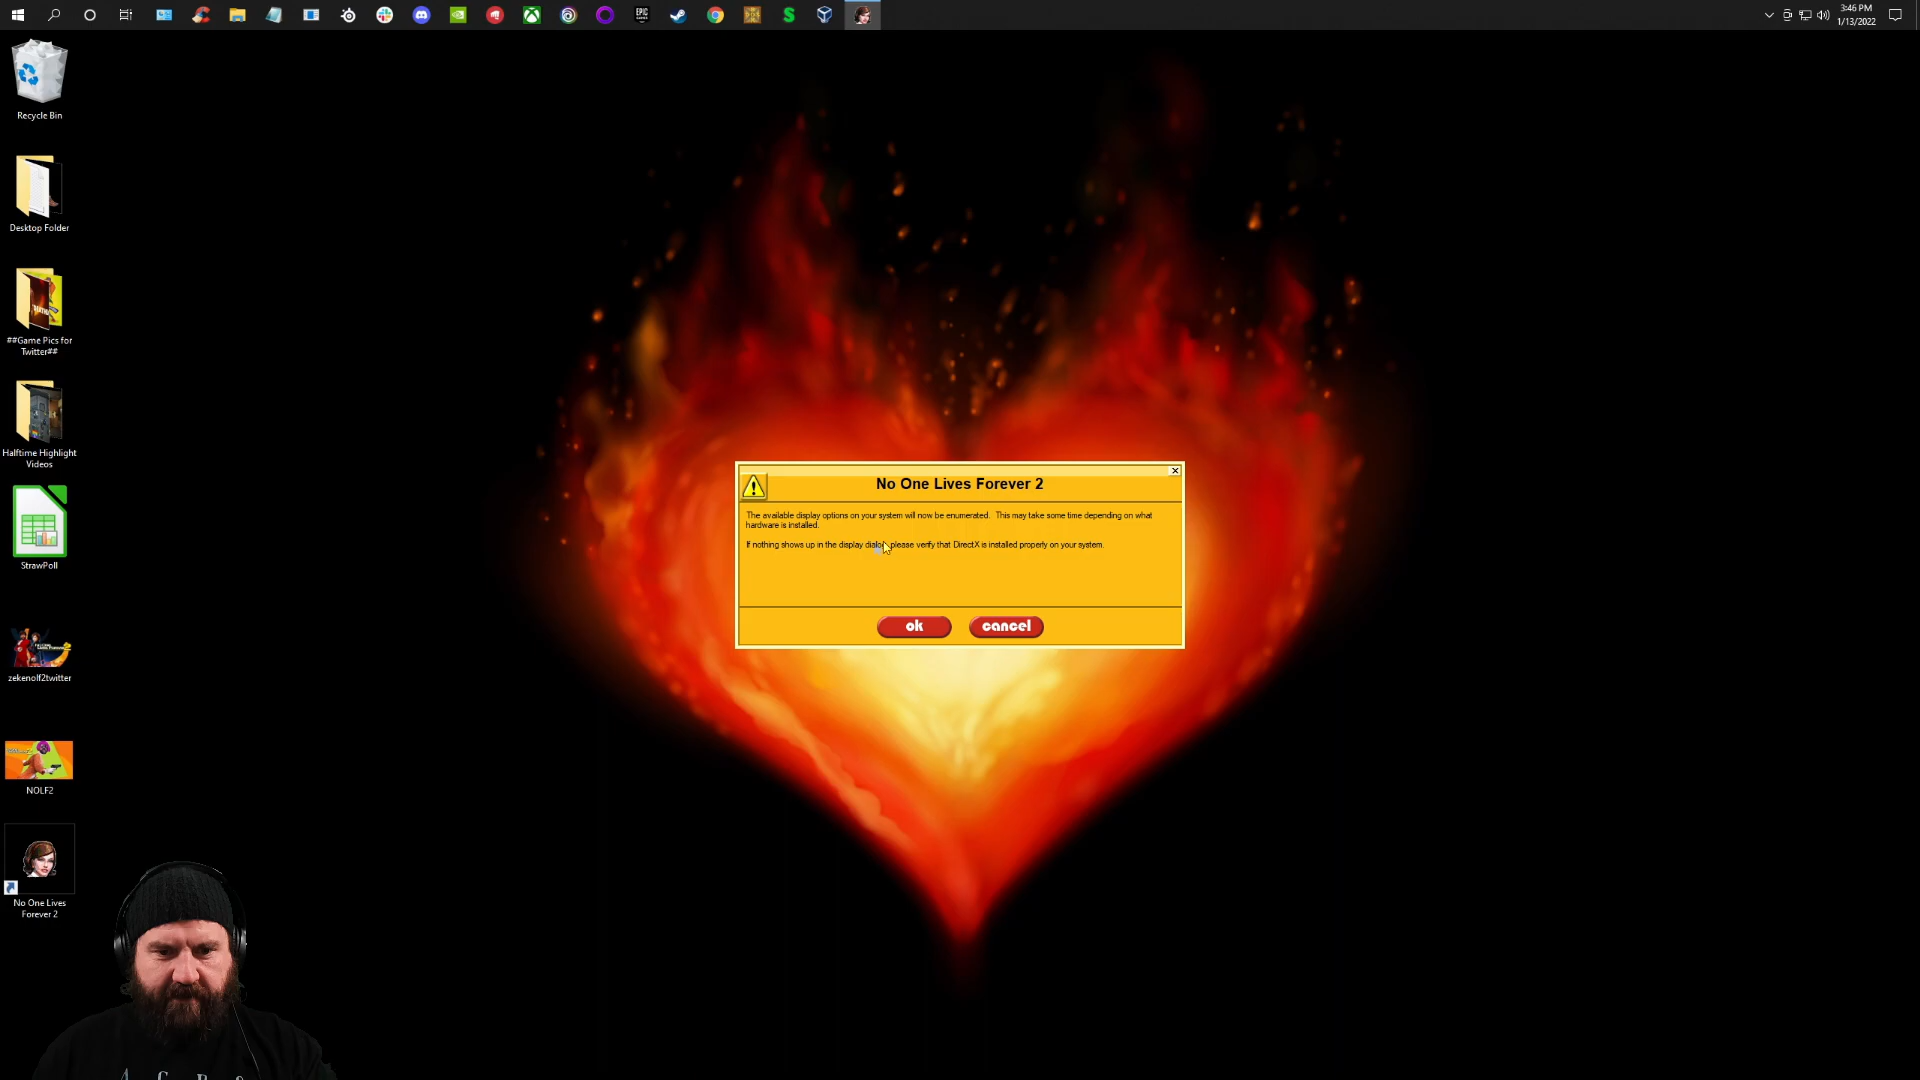 3:46 PM
1/13/2022
Recycle Bin
Desktop Folder
##Game Pics for
Twitter##
Halftime Highlight
Videos
StrawPoll
zekenolf2twitter
NOLF2
No One Lives
Forever 2
No One Lives Forever 2
The available display options on your system will now be enumerated. This may take some time depending on what
hardware is installed.
If nothing shows up in the display dialog please verify that DirectX is installed properly on your system.
ok
cancel
EPIC
GAMES